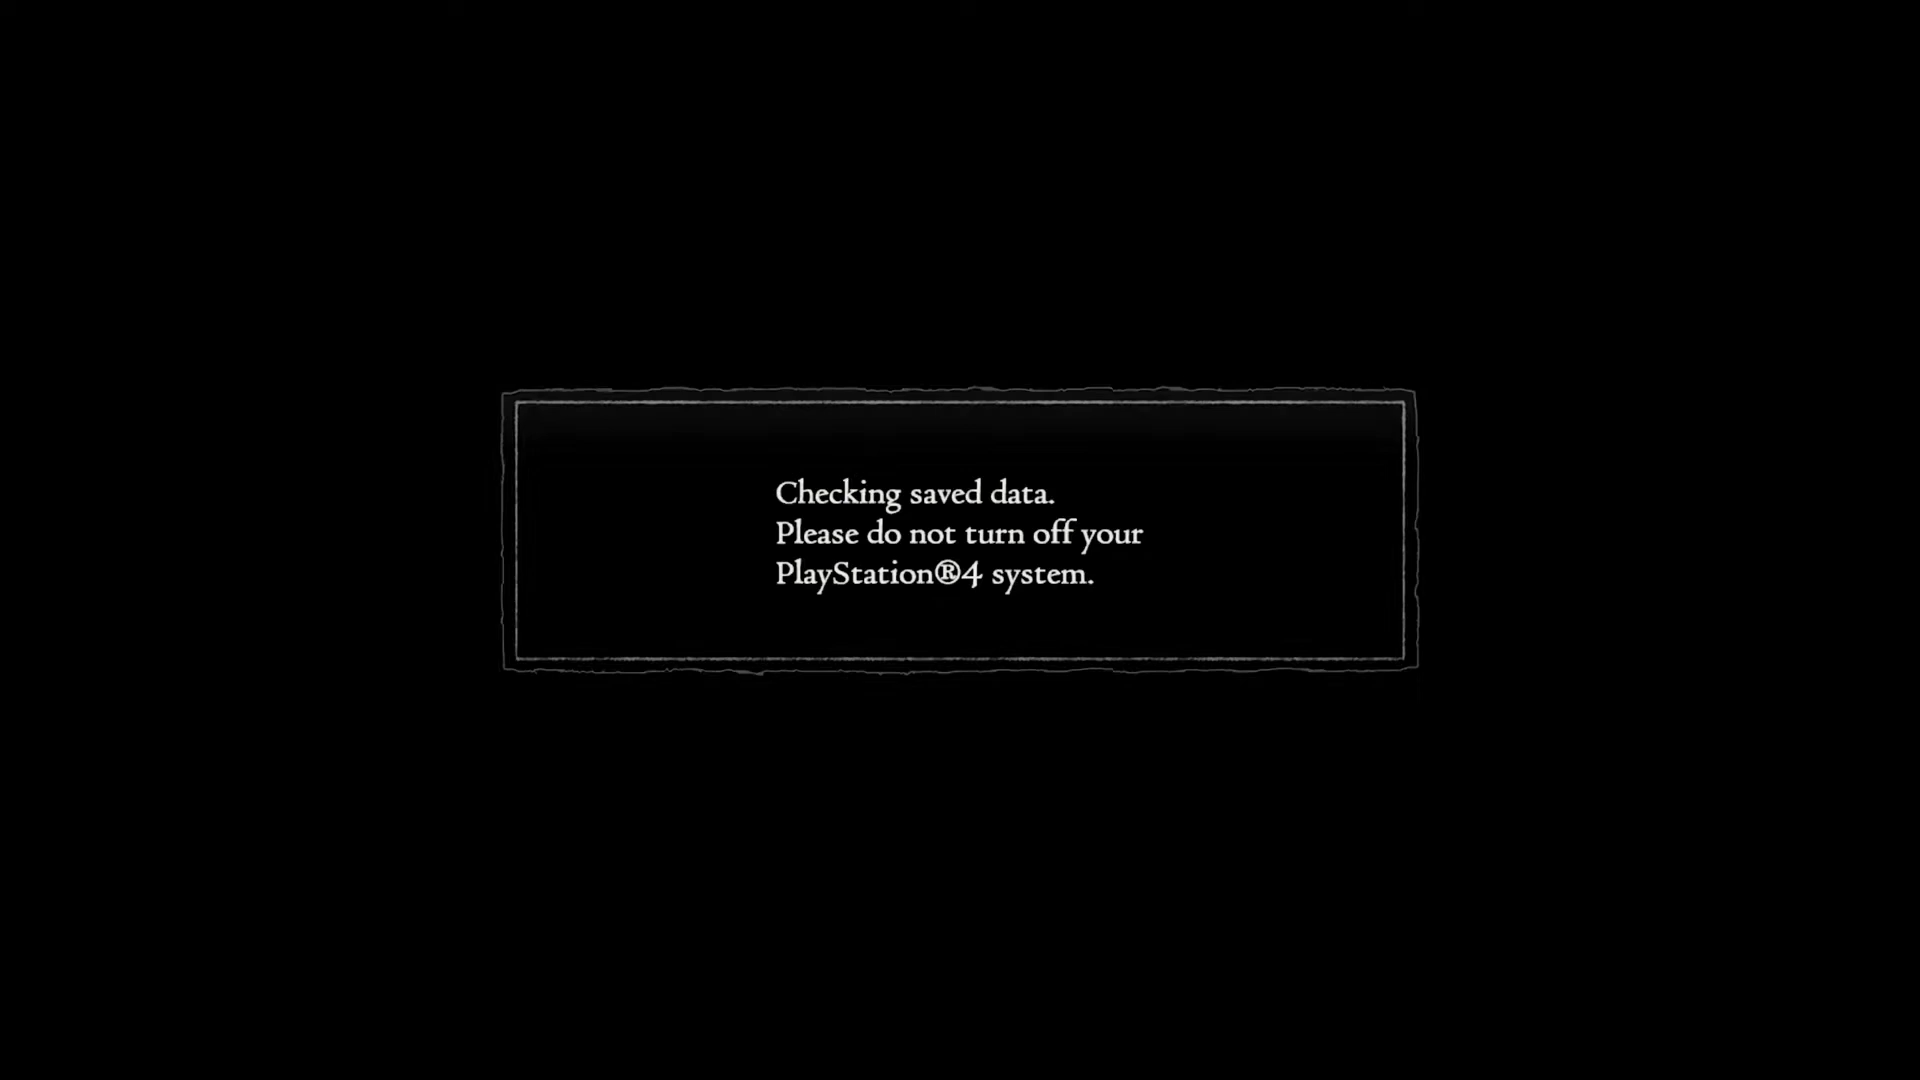 Checking saved data.
Please do not turn off your
PlayStation®4 system.